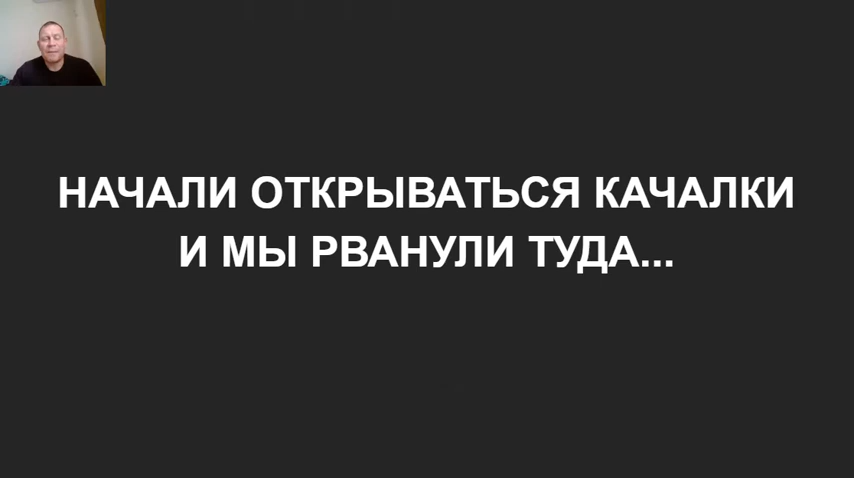 НАЧАЛИ ОТКРЫВАТЬСЯ КАЧАЛКИ
И МЫ РВАНУЛИ ТУДА...